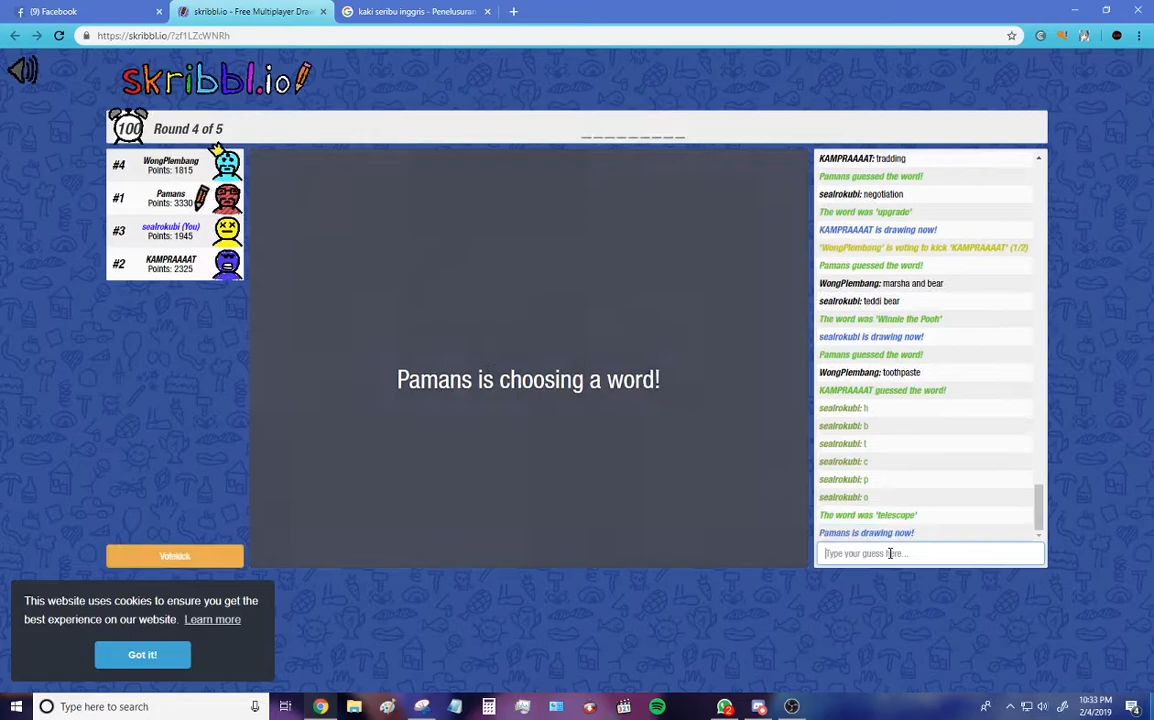 (9) Facebook
skribbl.io - Free Multiplayer Draw
kaki seribu inggris - Penelusuran
https://skribbl.io/?zf1LZcWNRh
skribbl.io
100
Round 4 of 5
_________
#4 WongPlembang
Points: 1815
#1 Pamans
Points: 3330
#3 sealrokubi (You)
Points: 1945
#2 KAMPRAAAAT
Points: 2325
Votekick
Pamans is choosing a word!
KAMPRAAAAT: tradding
Pamans guessed the word!
sealrokubi: negotiation
The word was 'upgrade'
KAMPRAAAAT is drawing now!
'WongPlembang' is voting to kick 'KAMPRAAAAT' (1/2)
Pamans guessed the word!
WongPlembang: marsha and bear
sealrokubi: teddi bear
The word was 'Winnie the Pooh'
sealrokubi is drawing now!
Pamans guessed the word!
WongPlembang: toothpaste
KAMPRAAAAT guessed the word!
sealrokubi: h
sealrokubi: b
sealrokubi: t
sealrokubi: c
sealrokubi: p
sealrokubi: o
The word was 'telescope'
Pamans is drawing now!
Type your guess here...
This website uses cookies to ensure you get the
best experience on our website. Learn more
Got it!
Type here to search
2
10:33 PM
2/4/2019